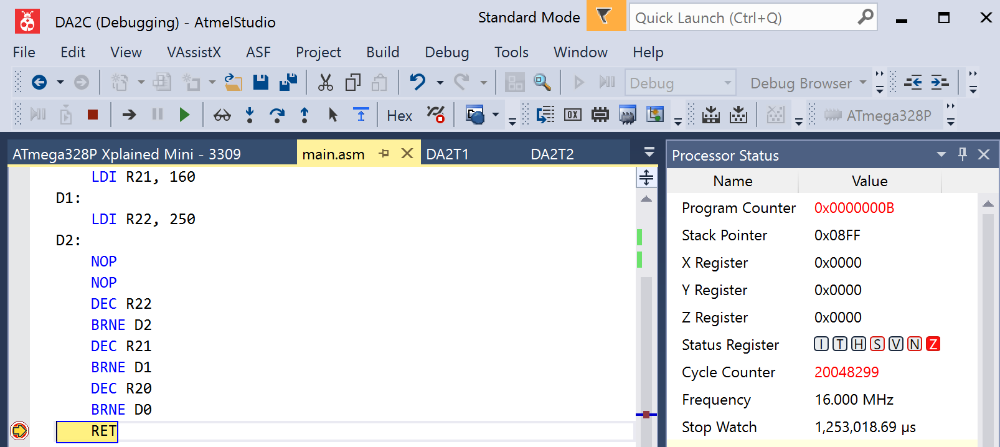 DA2C (Debugging) - AtmelStudio
Standard Mode
Quick Launch (Ctrl+Q)
File Edit View VAssistX ASF Project Build Debug Tools Window Help
Debug Debug Browser
Hex ATmega328P
ATmega328P Xplained Mini - 3309 main.asm DA2T1 DA2T2
LDI R21, 160
D1:
LDI R22, 250
D2:
NOP
NOP
DEC R22
BRNE D2
DEC R21
BRNE D1
DEC R20
BRNE D0
RET
Processor Status
Name Value
Program Counter 0x0000000B
Stack Pointer 0x08FF
X Register 0x0000
Y Register 0x0000
Z Register 0x0000
Status Register I T H S V N Z
Cycle Counter 20048299
Frequency 16.000 MHz
Stop Watch 1,253,018.69 µs